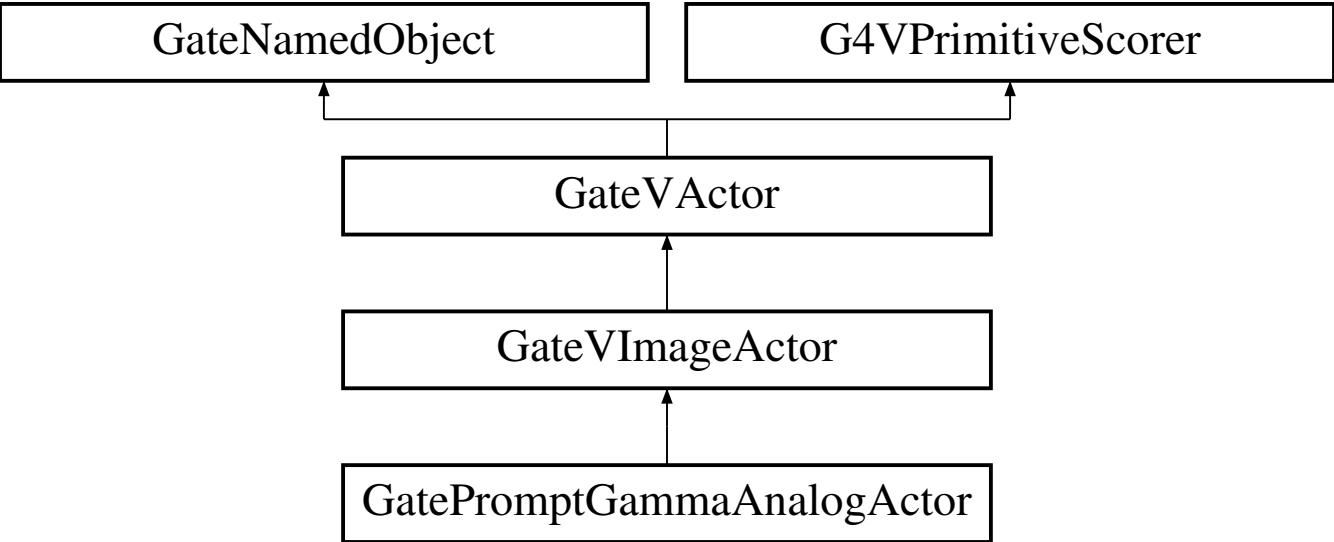 GateNamedObject
G4VPrimitiveScorer
GateVActor
GateVImageActor
GatePromptGammaAnalogActor